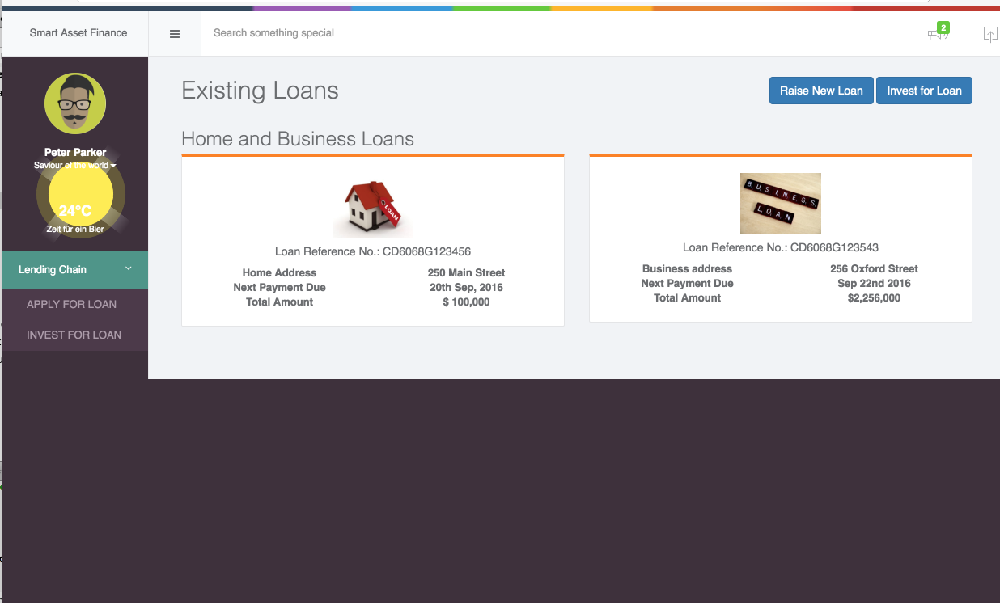 Smart Asset Finance
Search something special
2
Peter Parker
Saviour of the world
24°C
Zeit für ein Bier
Lending Chain
APPLY FOR LOAN
INVEST FOR LOAN
Existing Loans
Raise New Loan
Invest for Loan
Home and Business Loans
LOAN
Loan Reference No.: CD6068G123456
Home Address 250 Main Street
Next Payment Due 20th Sep, 2016
Total Amount $ 100,000
BUSINESS
LOAN
Loan Reference No.: CD6068G123543
Business address 256 Oxford Street
Next Payment Due Sep 22nd 2016
Total Amount $2,256,000